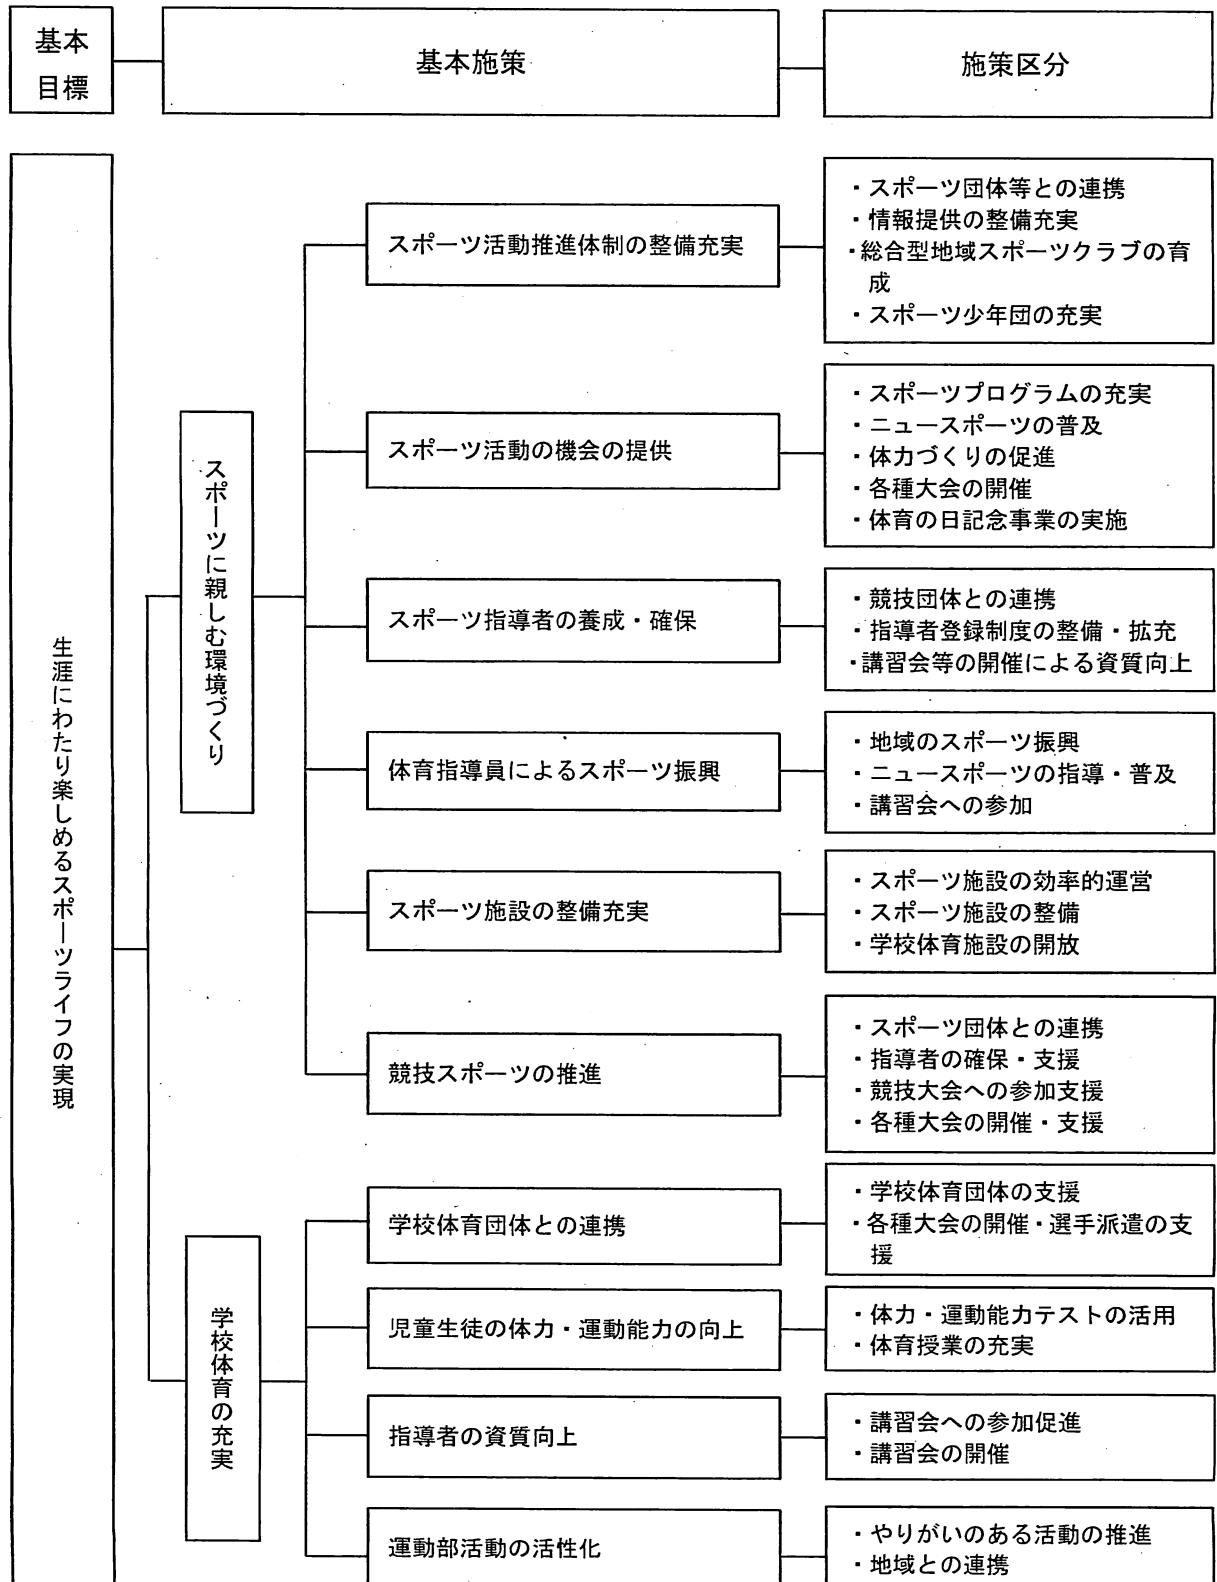 基本
目標
基本施策
施策区分
生涯にわたり楽しめるスポーツライフの実現
スポーツに親しむ環境づくり
スポーツ活動推進体制の整備充実
・スポーツ団体等との連携
・情報提供の整備充実
・総合型地域スポーツクラブの育
成
・スポーツ少年団の充実
スポーツ活動の機会の提供
・スポーツプログラムの充実
・ニュースポーツの普及
・体力づくりの促進
・各種大会の開催
・体育の日記念事業の実施
スポーツ指導者の養成・確保
・競技団体との連携
・指導者登録制度の整備・拡充
・講習会等の開催による資質向上
体育指導員によるスポーツ振興
・地域のスポーツ振興
・ニュースポーツの指導・普及
・講習会への参加
スポーツ施設の整備充実
・スポーツ施設の効率的運営
・スポーツ施設の整備
・学校体育施設の開放
競技スポーツの推進
・スポーツ団体との連携
・指導者の確保・支援
・競技大会への参加支援
・各種大会の開催・支援
学校体育の充実
学校体育団体との連携
・学校体育団体の支援
・各種大会の開催・選手派遣の支
援
児童生徒の体力・運動能力の向上
・体力・運動能力テストの活用
・体育授業の充実
指導者の資質向上
・講習会への参加促進
・講習会の開催
運動部活動の活性化
・やりがいのある活動の推進
・地域との連携